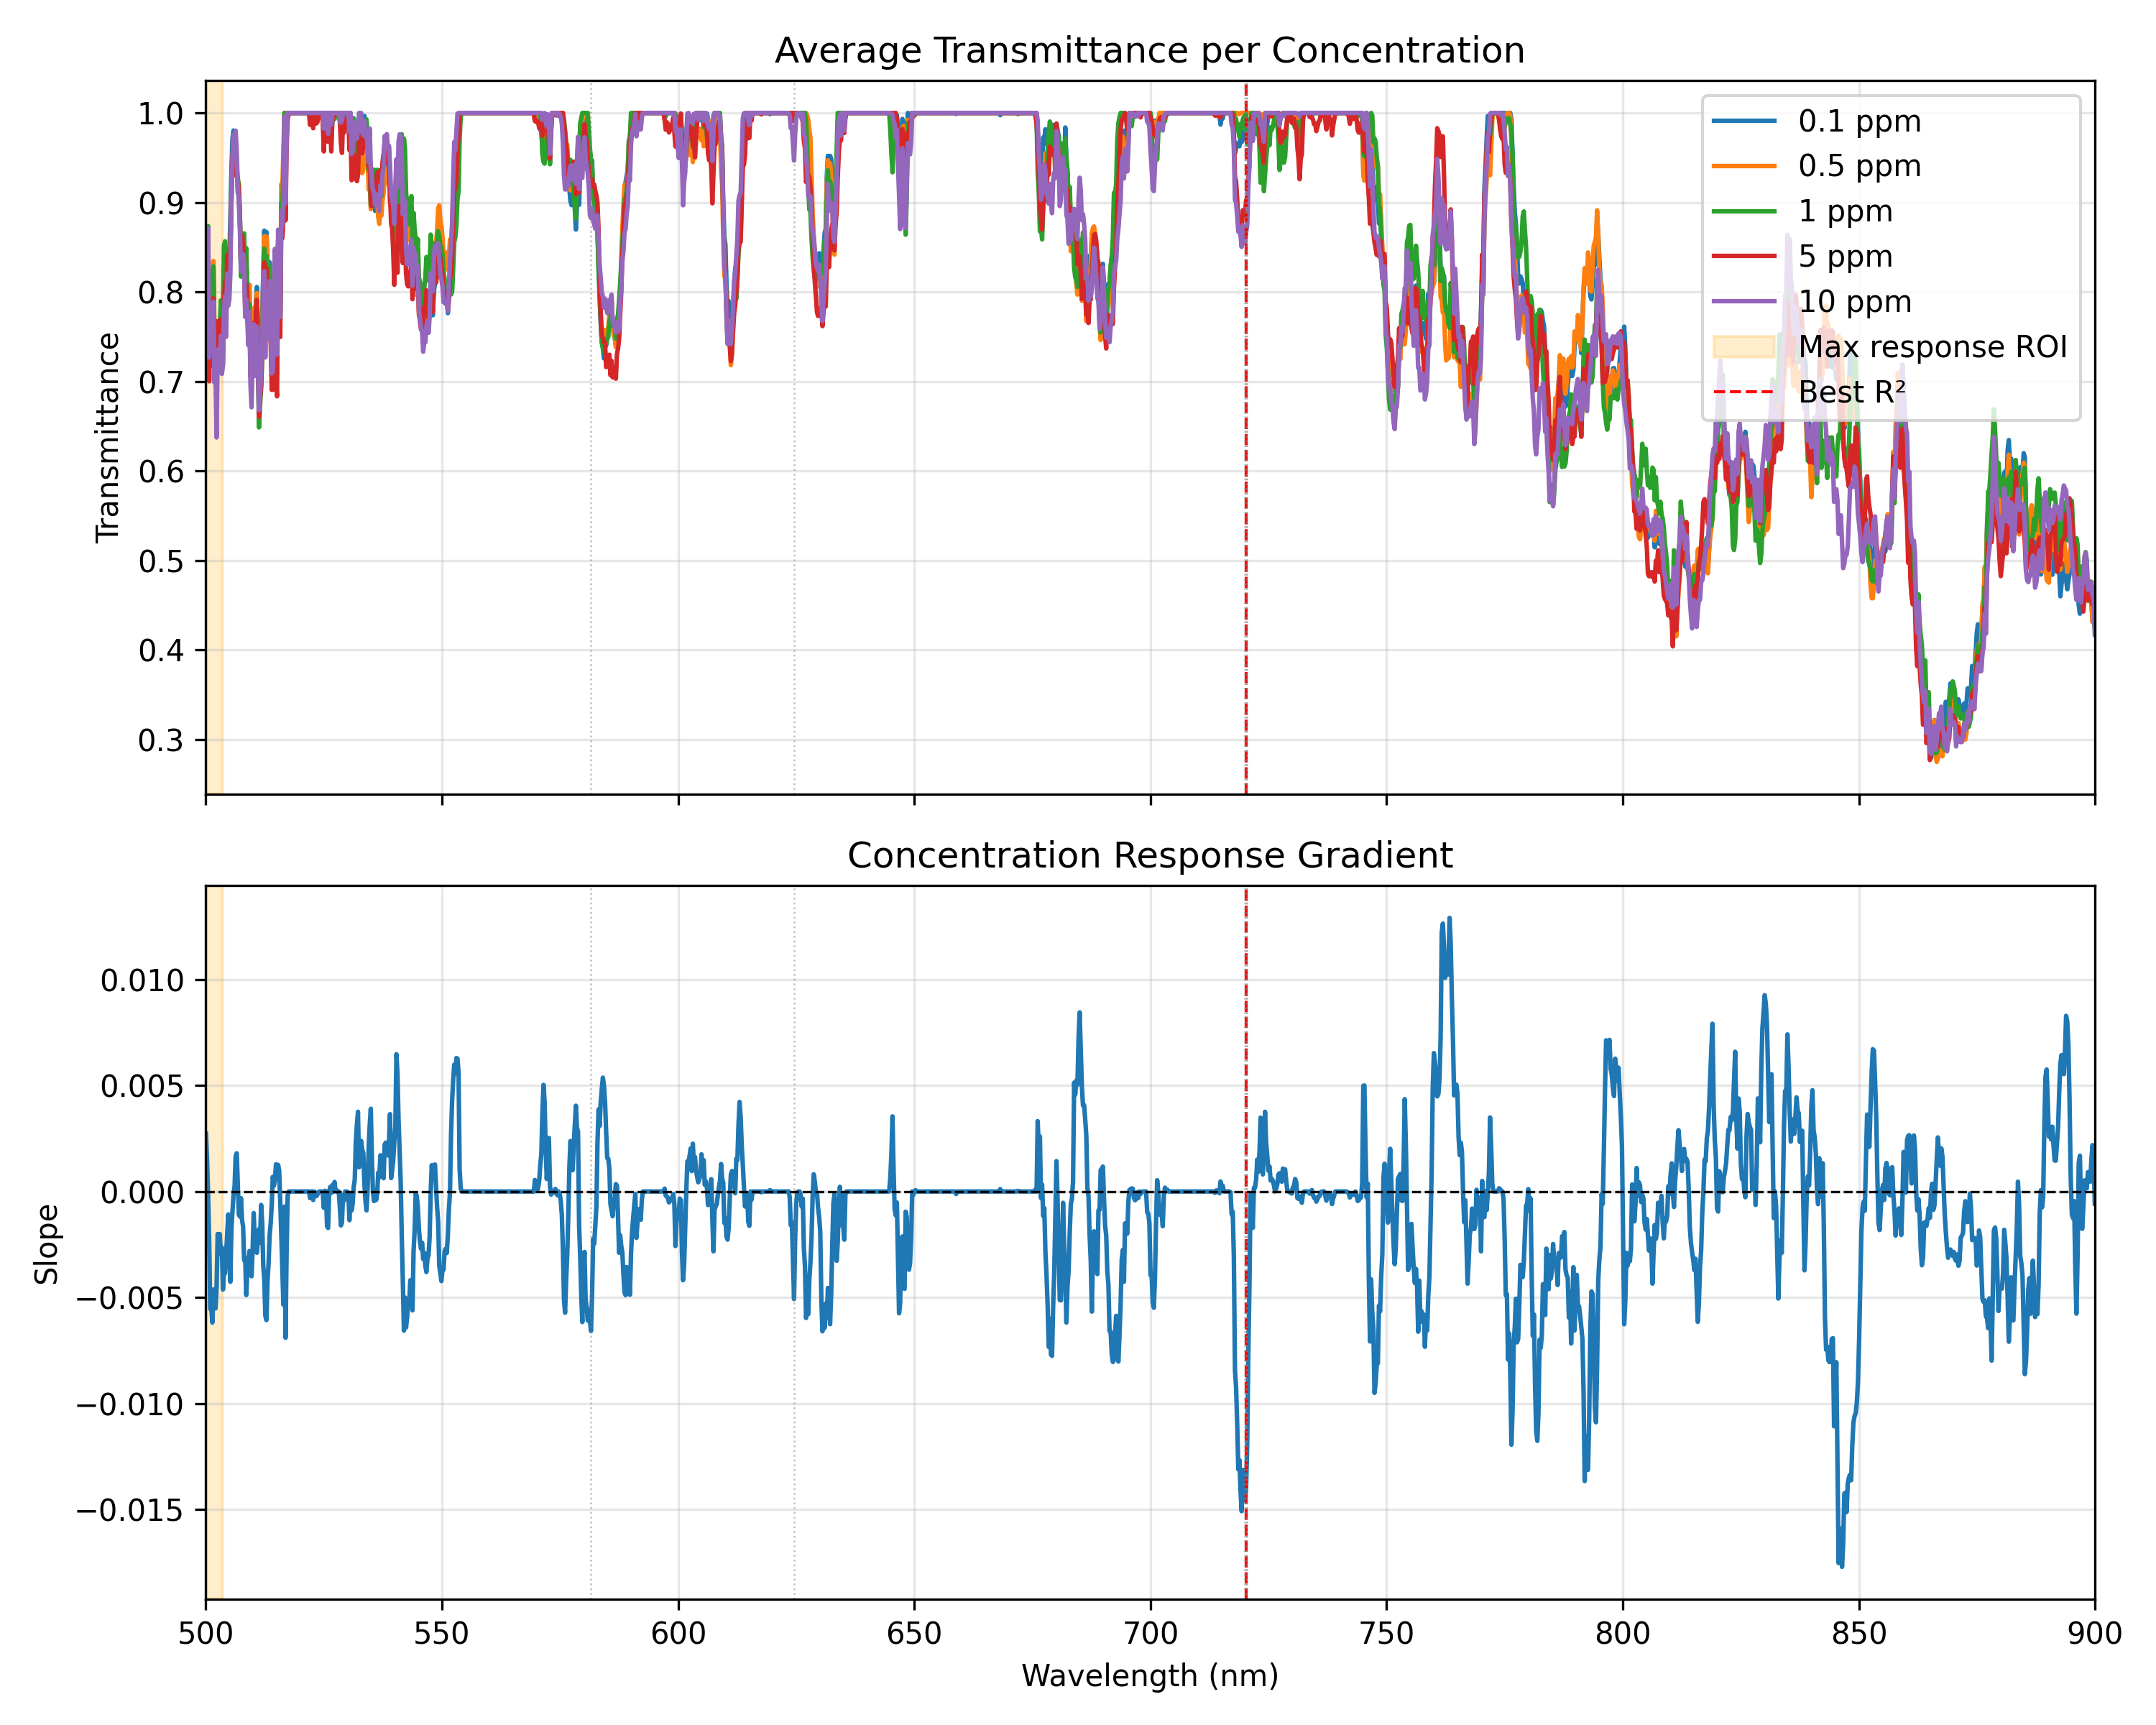 Average Transmittance per Concentration
Transmittance
1.0
0.9
0.8
0.7
0.6
0.5
0.4
0.3
0.1 ppm
0.5 ppm
1 ppm
5 ppm
10 ppm
Max response ROI
Best R²
Concentration Response Gradient
Slope
0.010
0.005
0.000
−0.005
−0.010
−0.015
500 550 600 650 700 750 800 850 900
Wavelength (nm)